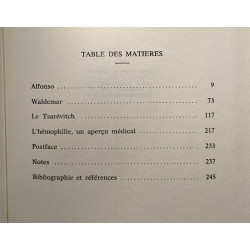 TABLE DES MATIERES
Alfonso ........................................ 9
Waldemar ........................................ 73
Le Tsarévitch ........................................ 117
L'hémophilie, un aperçu médical ........................ 217
Postface ........................................ 233
Notes ........................................ 237
Bibliographie et références ........................ 245